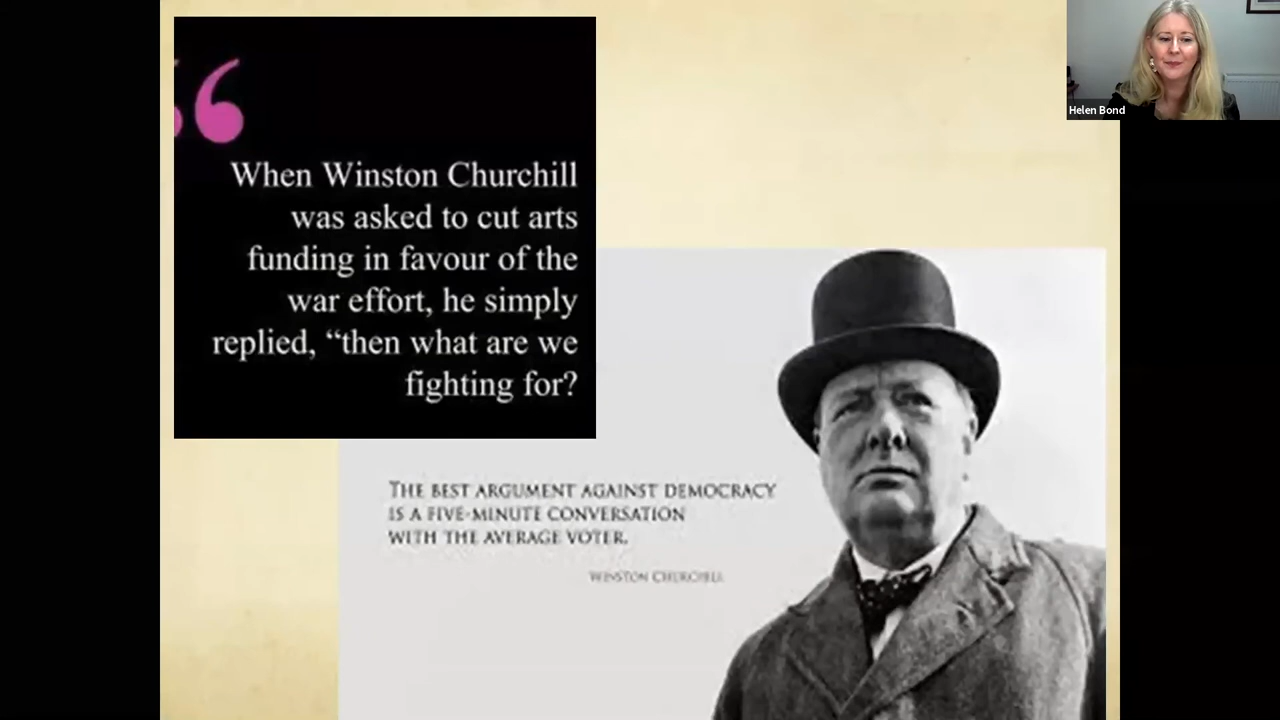 When Winston Churchill
was asked to cut arts
funding in favour of the
war effort, he simply
replied, “then what are we
fighting for?
THE BEST ARGUMENT AGAINST DEMOCRACY
IS A FIVE-MINUTE CONVERSATION
WITH THE AVERAGE VOTER.
WINSTON CHURCHILL
Helen Bond